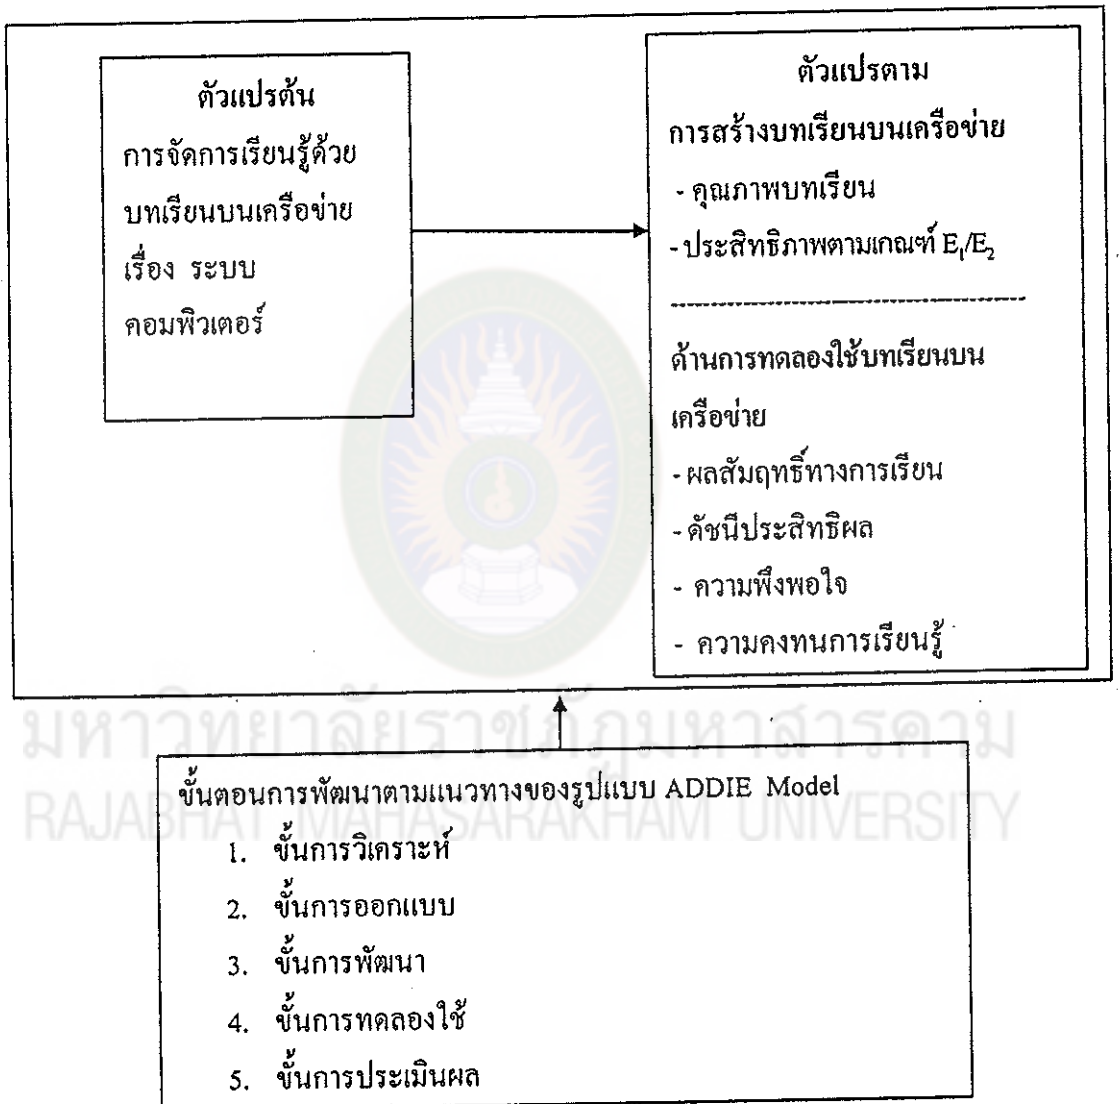 ตัวแปรต้น
การจัดการเรียนรู้ด้วย
บทเรียนบนเครือข่าย
เรื่อง ระบบ
คอมพิวเตอร์
ตัวแปรตาม
การสร้างบทเรียนบนเครือข่าย
- คุณภาพบทเรียน
- ประสิทธิภาพตามเกณฑ์ E₁/E₂
ด้านการทดลองใช้บทเรียนบน
เครือข่าย
- ผลสัมฤทธิ์ทางการเรียน
- ดัชนีประสิทธิผล
- ความพึงพอใจ
- ความคงทนการเรียนรู้
มหาวิทยาลัยราชภัฏมหาสารคาม
RAJABHAT MAHASARAKHAM UNIVERSITY
ขั้นตอนการพัฒนาตามแนวทางของรูปแบบ ADDIE Model
1. ขั้นการวิเคราะห์
2. ขั้นการออกแบบ
3. ขั้นการพัฒนา
4. ขั้นการทดลองใช้
5. ขั้นการประเมินผล